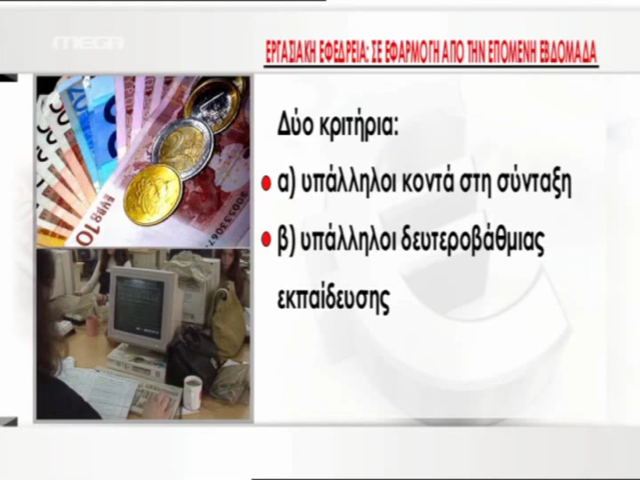 MEGA
ΕΡΓΑΣΙΑΚΗ ΕΦΕΔΡΕΙΑ: ΣΕ ΕΦΑΡΜΟΓΗ ΑΠΟ ΤΗΝ ΕΠΟΜΕΝΗ ΕΒΔΟΜΑΔΑ
Δύο κριτήρια:
α) υπάλληλοι κοντά στη σύνταξη
β) υπάλληλοι δευτεροβάθμιας
εκπαίδευσης